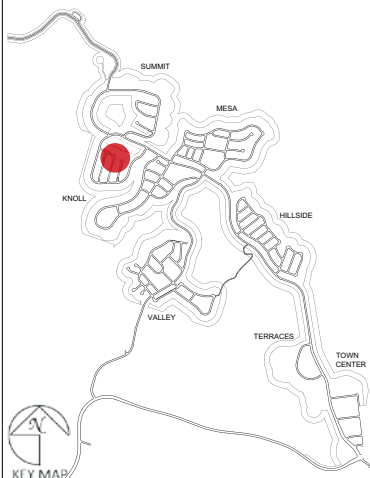 SUMMIT
MESA
KNOLL
HILLSIDE
VALLEY
TERRACES
TOWN
CENTER
N
KEY MAP